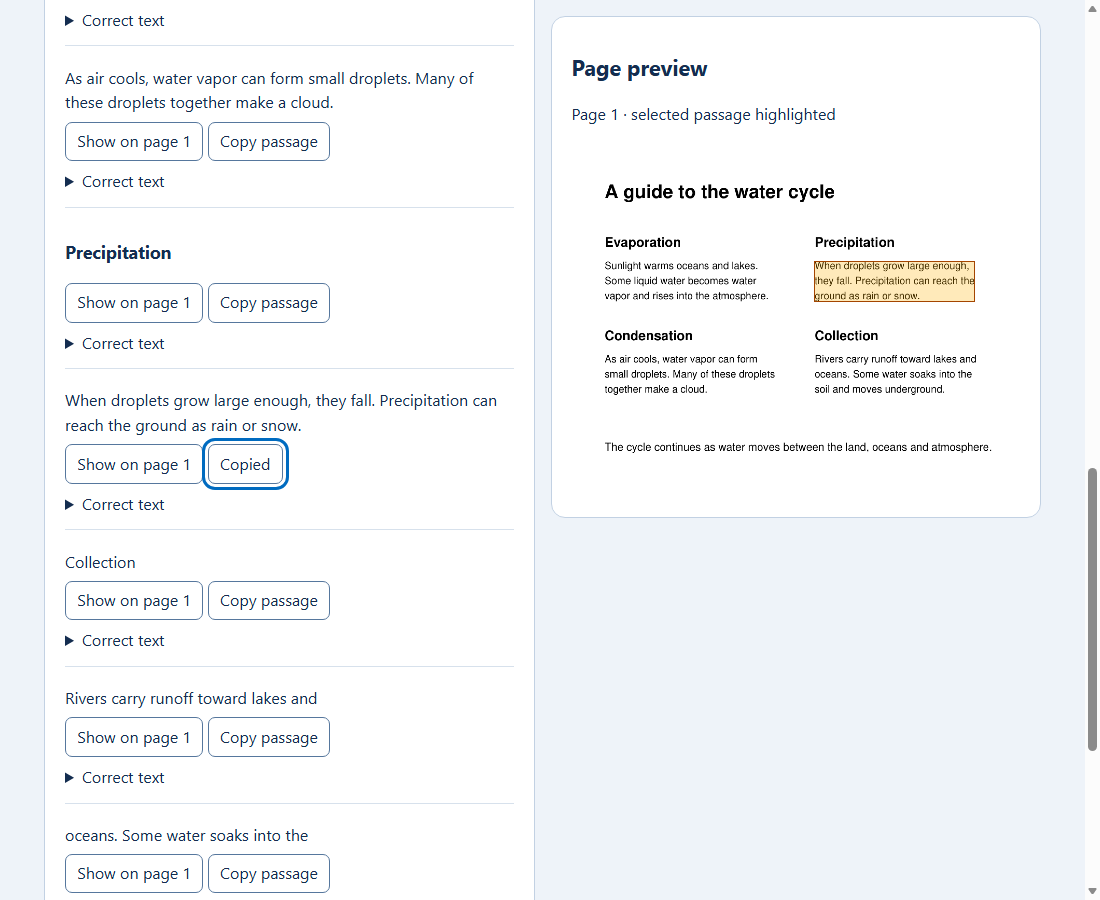 Correct text
As air cools, water vapor can form small droplets. Many of
these droplets together make a cloud.
Show on page 1 Copy passage
Correct text
Precipitation
Show on page 1 Copy passage
Correct text
When droplets grow large enough, they fall. Precipitation can
reach the ground as rain or snow.
Show on page 1 Copied
Correct text
Collection
Show on page 1 Copy passage
Correct text
Rivers carry runoff toward lakes and
Show on page 1 Copy passage
Correct text
oceans. Some water soaks into the
Show on page 1 Copy passage
Page preview
Page 1 · selected passage highlighted
A guide to the water cycle
Evaporation
Sunlight warms oceans and lakes.
Some liquid water becomes water
vapor and rises into the atmosphere.
Condensation
As air cools, water vapor can form
small droplets. Many of these droplets
together make a cloud.
Precipitation
When droplets grow large enough,
they fall. Precipitation can reach the
ground as rain or snow.
Collection
Rivers carry runoff toward lakes and
oceans. Some water soaks into the
soil and moves underground.
The cycle continues as water moves between the land, oceans and atmosphere.